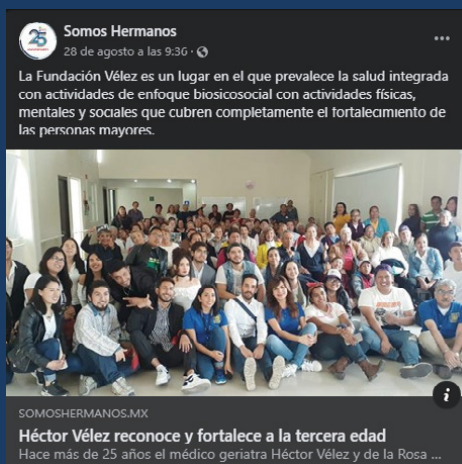 25
Somos Hermanos
28 de agosto a las 9:36 ·
La Fundación Vélez es un lugar en el que prevalece la salud integrada
con actividades de enfoque biosicosocial con actividades físicas,
mentales y sociales que cubren completamente el fortalecimiento de
las personas mayores.
SOMOSHERMANOS.MX
Héctor Vélez reconoce y fortalece a la tercera edad
Hace más de 25 años el médico geriatra Héctor Vélez y de la Rosa ...